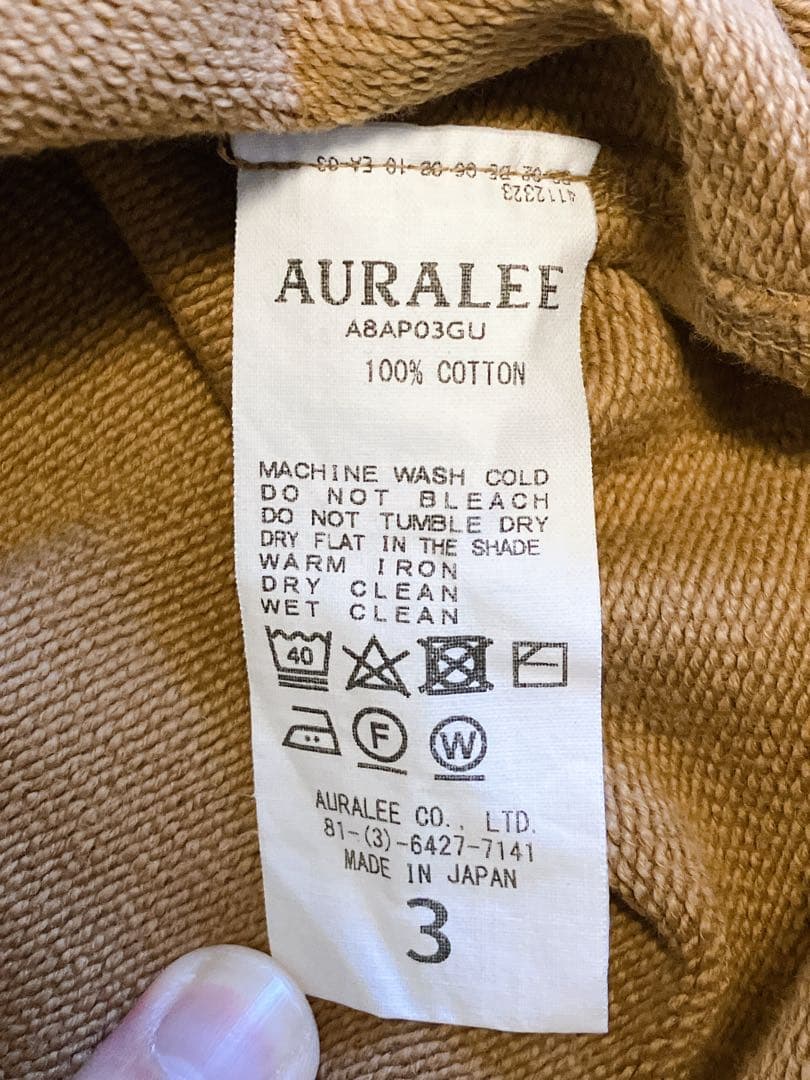 4112323
AURALEE
A8AP03GU
100% COTTON
MACHINE WASH COLD
DO NOT BLEACH
DO NOT TUMBLE DRY
DRY FLAT IN THE SHADE
WARM IRON
DRY CLEAN
WET CLEAN
40
F W
AURALEE CO., LTD.
81-(3)-6427-7141
MADE IN JAPAN
3